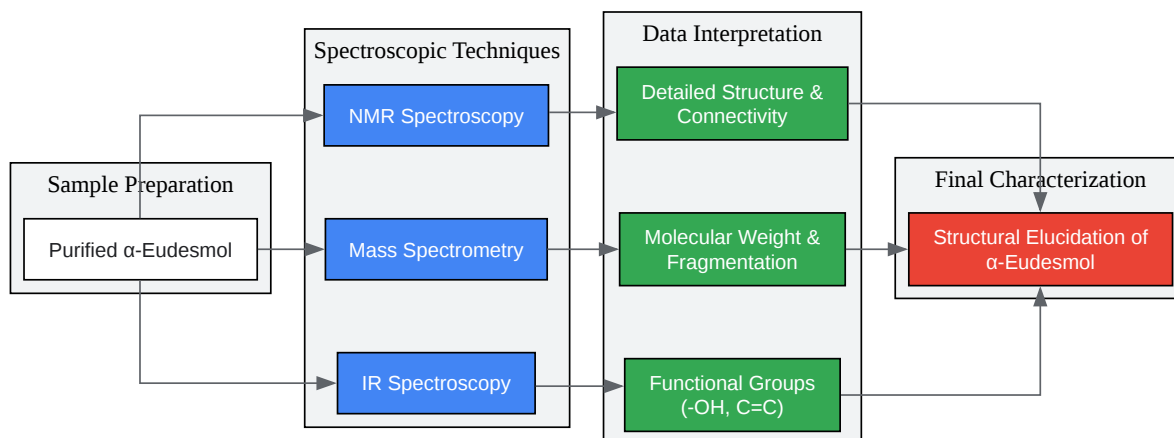 Sample Preparation
Purified α-Eudesmol
Spectroscopic Techniques
NMR Spectroscopy
Mass Spectrometry
IR Spectroscopy
Data Interpretation
Detailed Structure &
Connectivity
Molecular Weight &
Fragmentation
Functional Groups
(-OH, C=C)
Final Characterization
Structural Elucidation of
α-Eudesmol